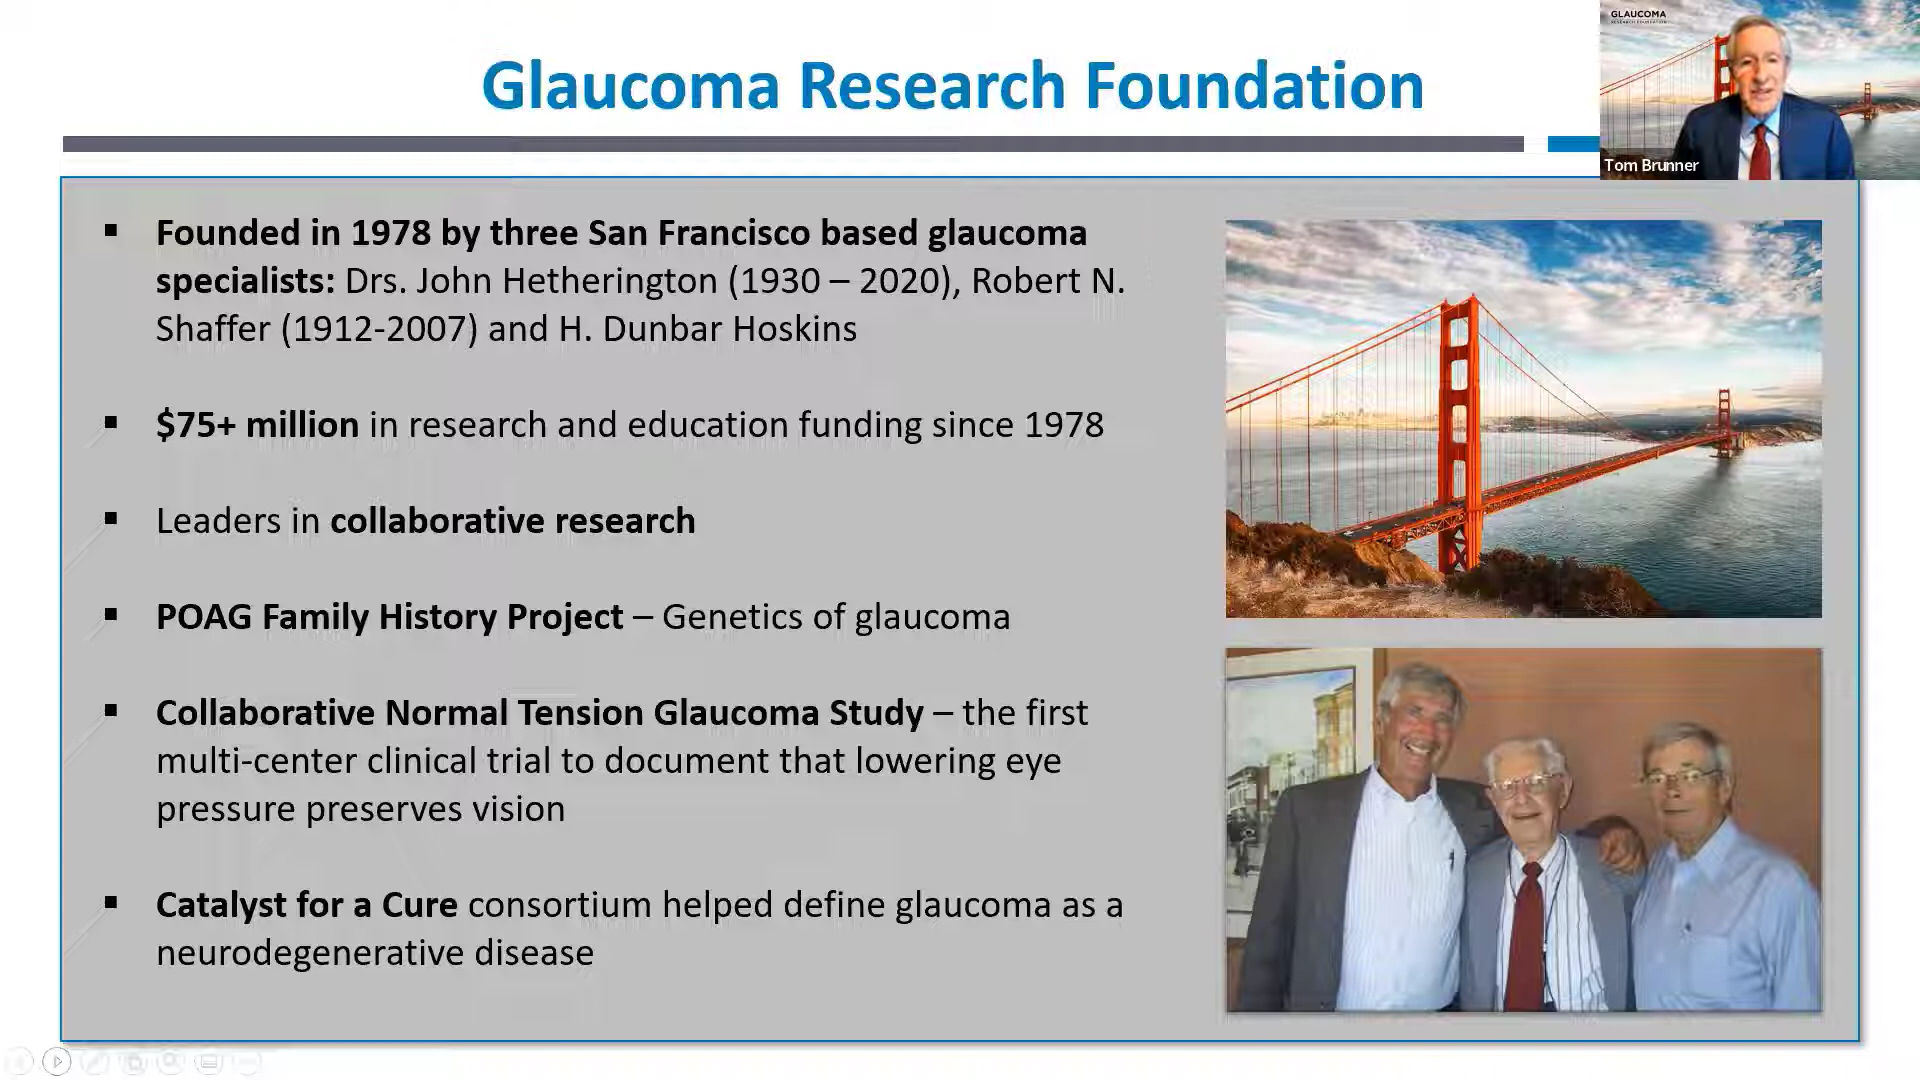 Glaucoma Research Foundation
GLAUCOMA
Tom Brunner
▪ Founded in 1978 by three San Francisco based glaucoma
specialists: Drs. John Hetherington (1930 – 2020), Robert N.
Shaffer (1912-2007) and H. Dunbar Hoskins
▪ $75+ million in research and education funding since 1978
▪ Leaders in collaborative research
▪ POAG Family History Project – Genetics of glaucoma
▪ Collaborative Normal Tension Glaucoma Study – the first
multi-center clinical trial to document that lowering eye
pressure preserves vision
▪ Catalyst for a Cure consortium helped define glaucoma as a
neurodegenerative disease